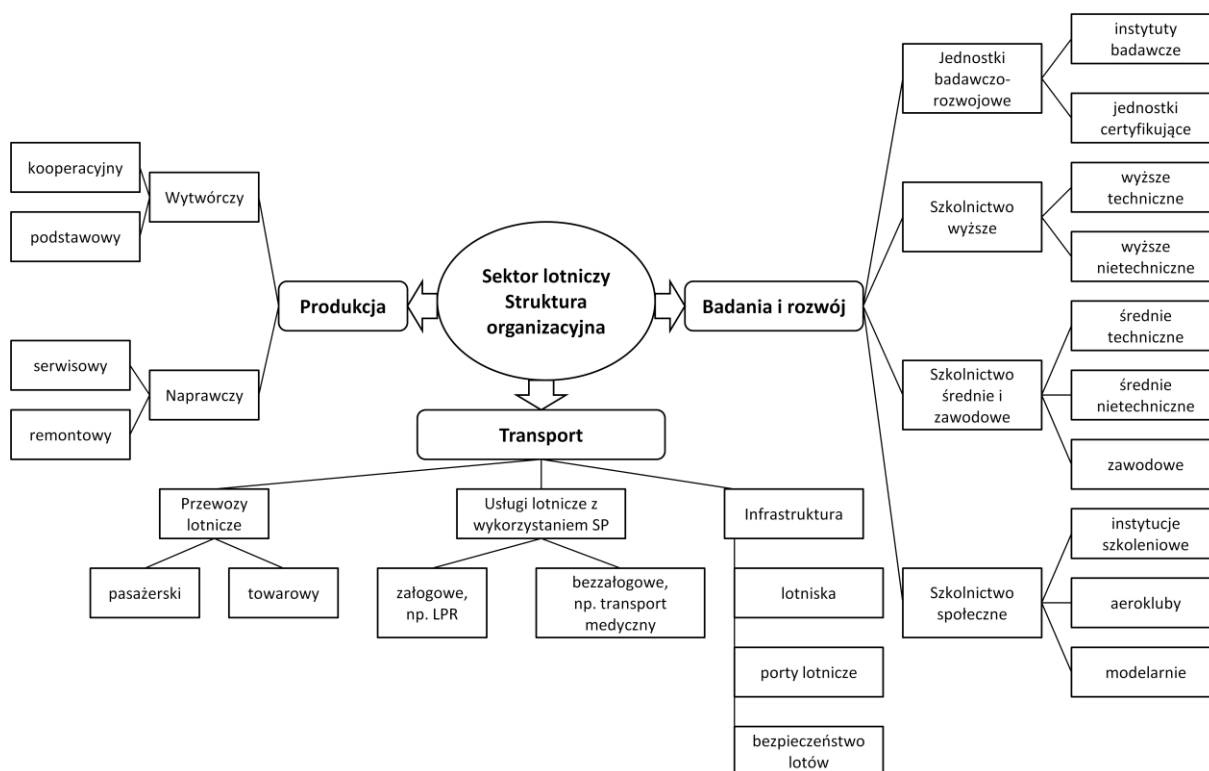 Sektor lotniczy
Struktura
organizacyjna
Produkcja
Wytwórczy
kooperacyjny
podstawowy
Naprawczy
serwisowy
remontowy
Transport
Przewozy
lotnicze
pasażerski
towarowy
Usługi lotnicze z
wykorzystaniem SP
załogowe,
np. LPR
bezzałogowe,
np. transport
medyczny
Infrastruktura
lotniska
porty lotnicze
bezpieczeństwo
lotów
Badania i rozwój
Jednostki
badawczo-
rozwojowe
instytuty
badawcze
jednostki
certyfikujące
Szkolnictwo
wyższe
wyższe
techniczne
wyższe
nietechniczne
Szkolnictwo
średnie i
zawodowe
średnie
techniczne
średnie
nietechniczne
zawodowe
Szkolnictwo
społeczne
instytucje
szkoleniowe
aerokluby
modelarnie